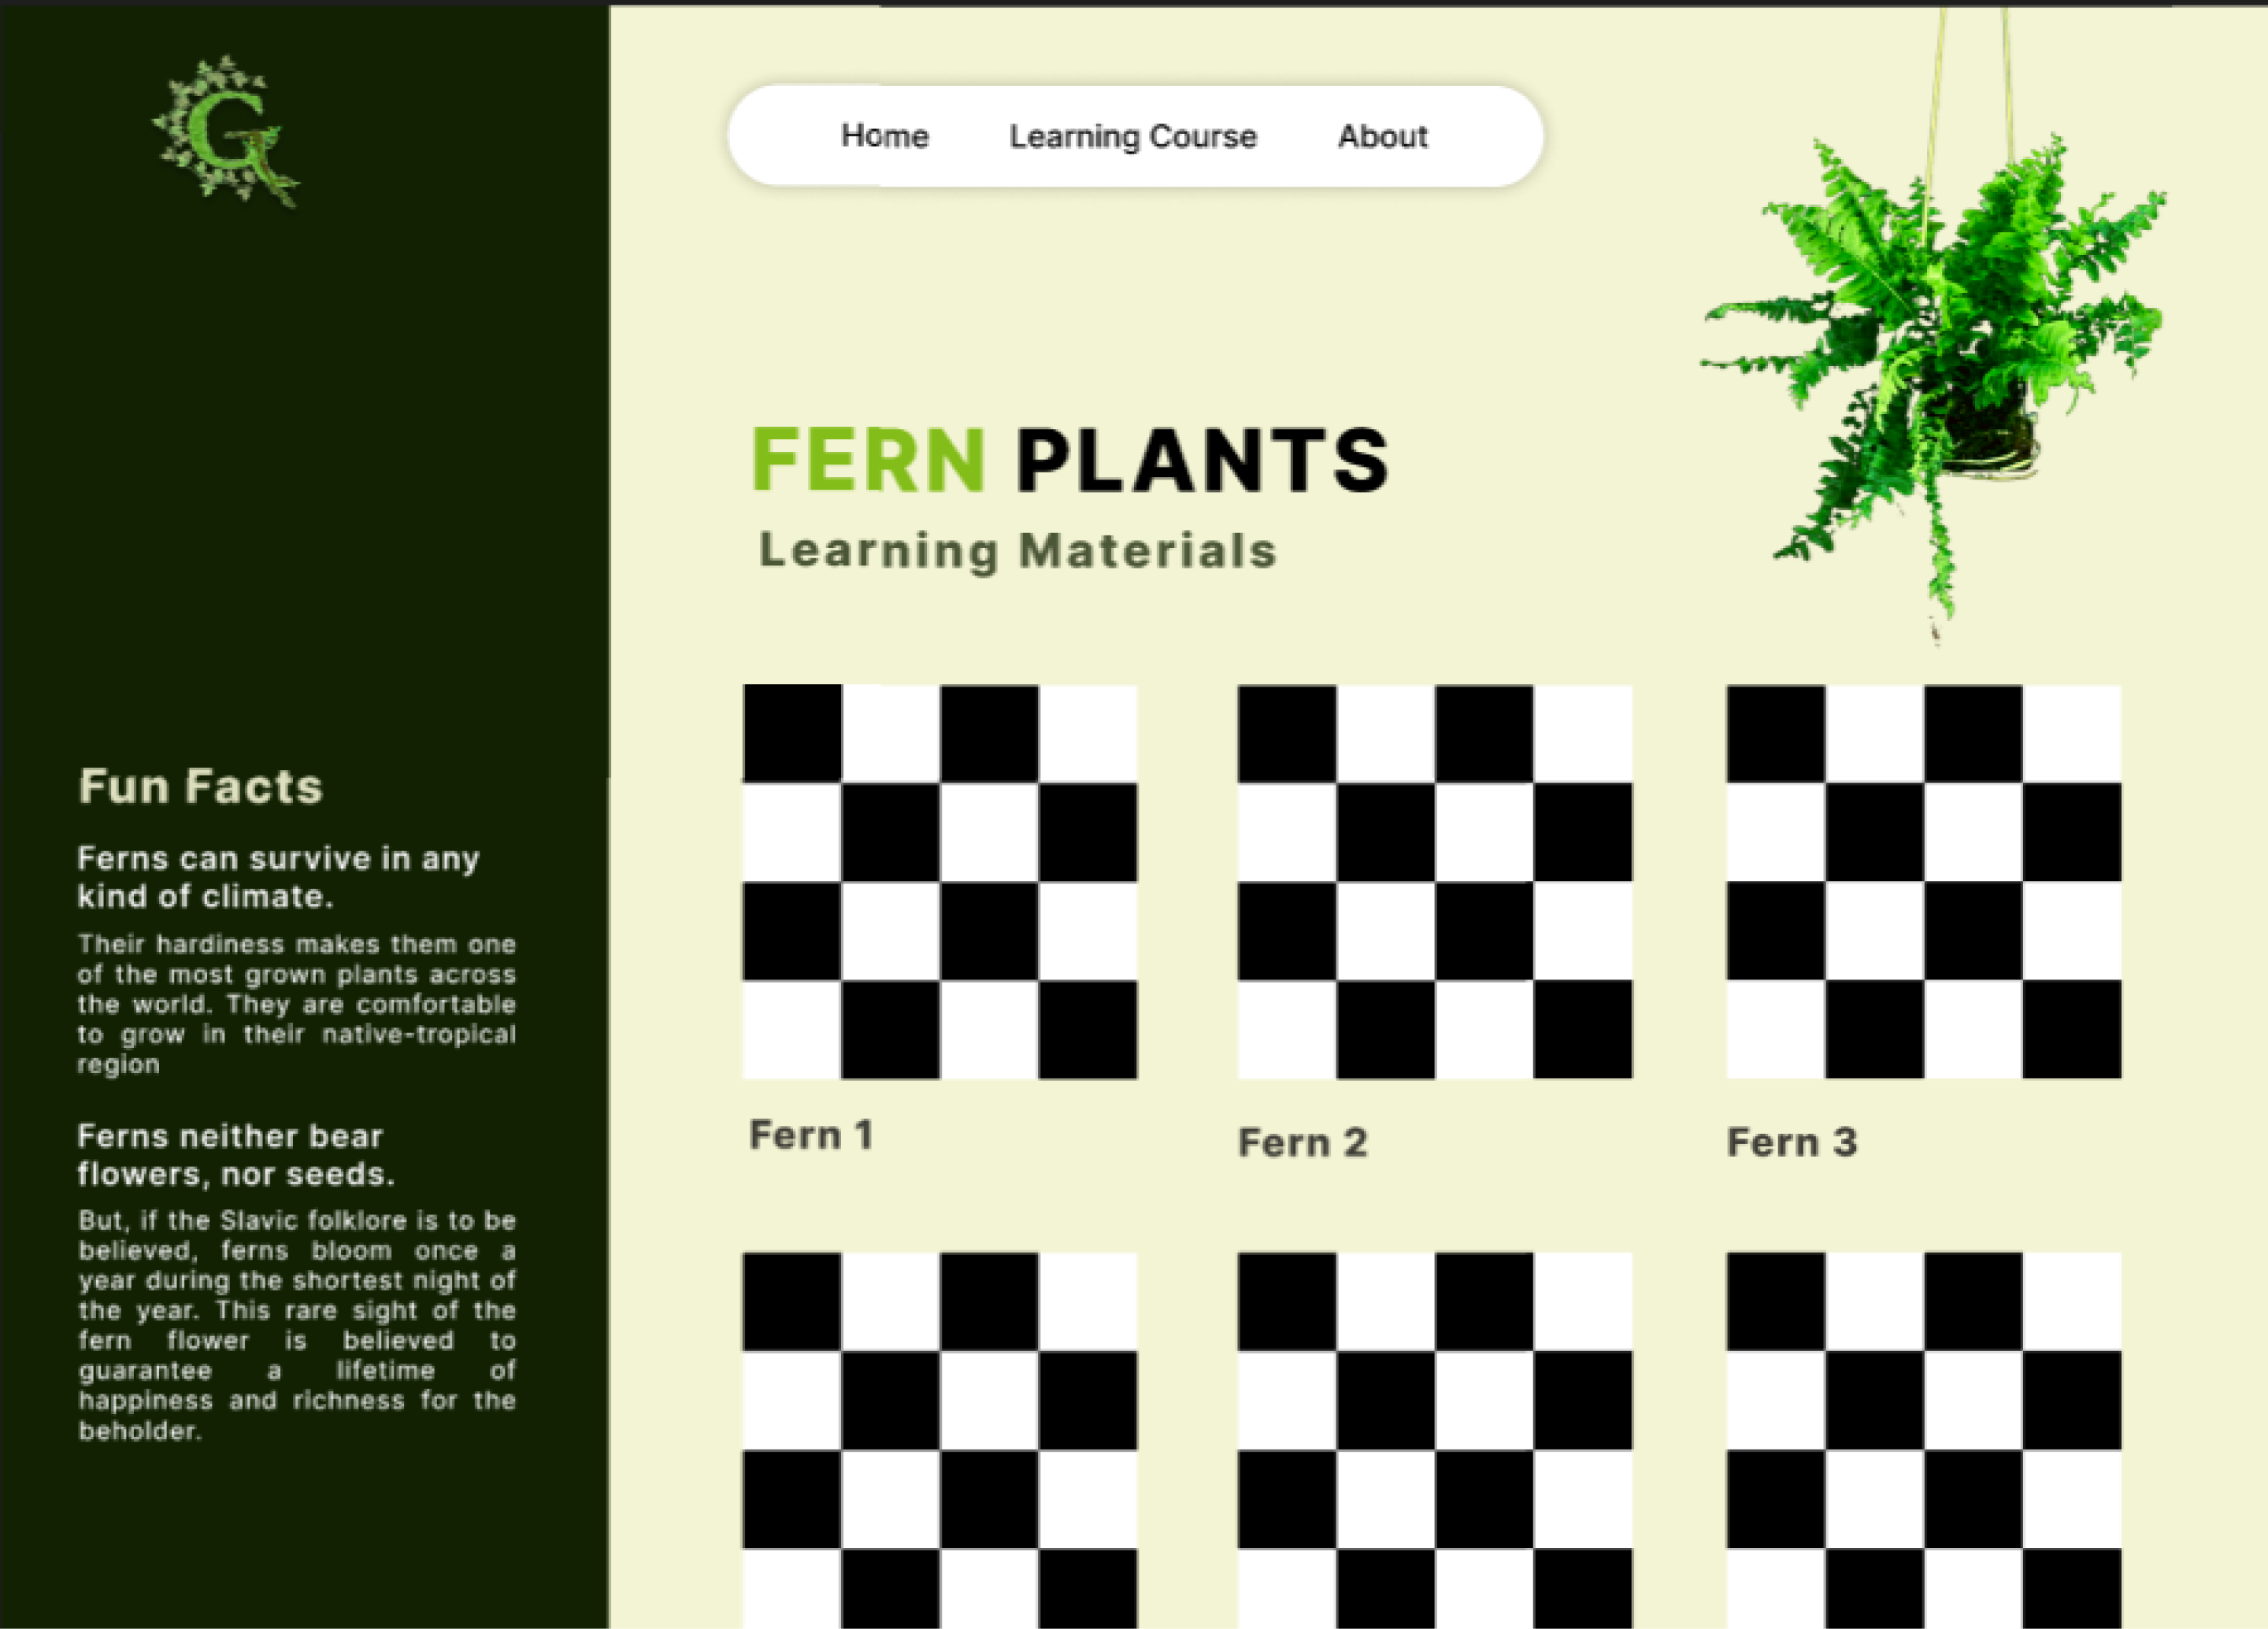 G
Home Learning Course About
FERN PLANTS
Learning Materials
Fun Facts
Ferns can survive in any
kind of climate.
Their hardiness makes them one
of the most grown plants across
the world. They are comfortable
to grow in their native-tropical
region
Ferns neither bear
flowers, nor seeds.
But, if the Slavic folklore is to be
believed, ferns bloom once a
year during the shortest night of
the year. This rare sight of the
fern flower is believed to
guarantee a lifetime of
happiness and richness for the
beholder.
Fern 1
Fern 2
Fern 3